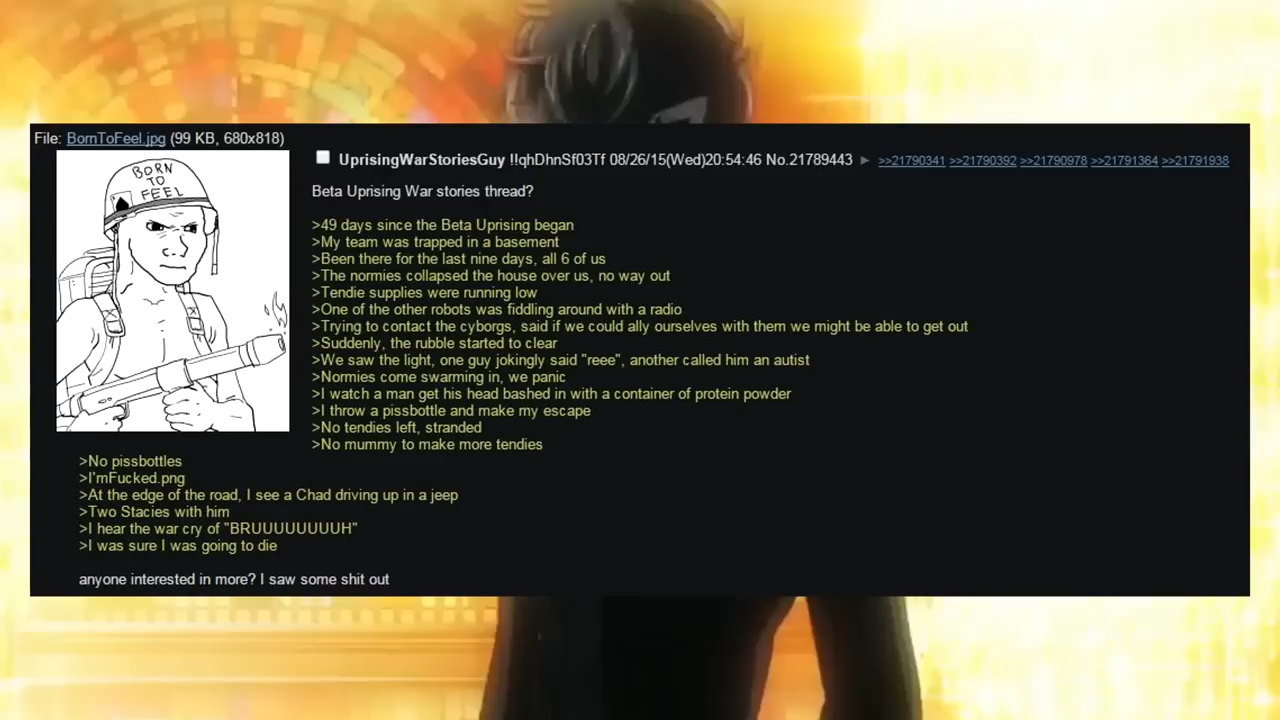 File: BornToFeel.jpg (99 KB, 680x818)
BORN
TO
FEEL
UprisingWarStoriesGuy !!qhDhnSf03Tf 08/26/15(Wed)20:54:46 No.21789443 ▶ >>21790341 >>21790392 >>21790978 >>21791364 >>21791938
Beta Uprising War stories thread?
>49 days since the Beta Uprising began
>My team was trapped in a basement
>Been there for the last nine days, all 6 of us
>The normies collapsed the house over us, no way out
>Tendie supplies were running low
>One of the other robots was fiddling around with a radio
>Trying to contact the cyborgs, said if we could ally ourselves with them we might be able to get out
>Suddenly, the rubble started to clear
>We saw the light, one guy jokingly said "reee", another called him an autist
>Normies come swarming in, we panic
>I watch a man get his head bashed in with a container of protein powder
>I throw a pissbottle and make my escape
>No tendies left, stranded
>No mummy to make more tendies
>No pissbottles
>I'mFucked.png
>At the edge of the road, I see a Chad driving up in a jeep
>Two Stacies with him
>I hear the war cry of "BRUUUUUUUUH"
>I was sure I was going to die
anyone interested in more? I saw some shit out